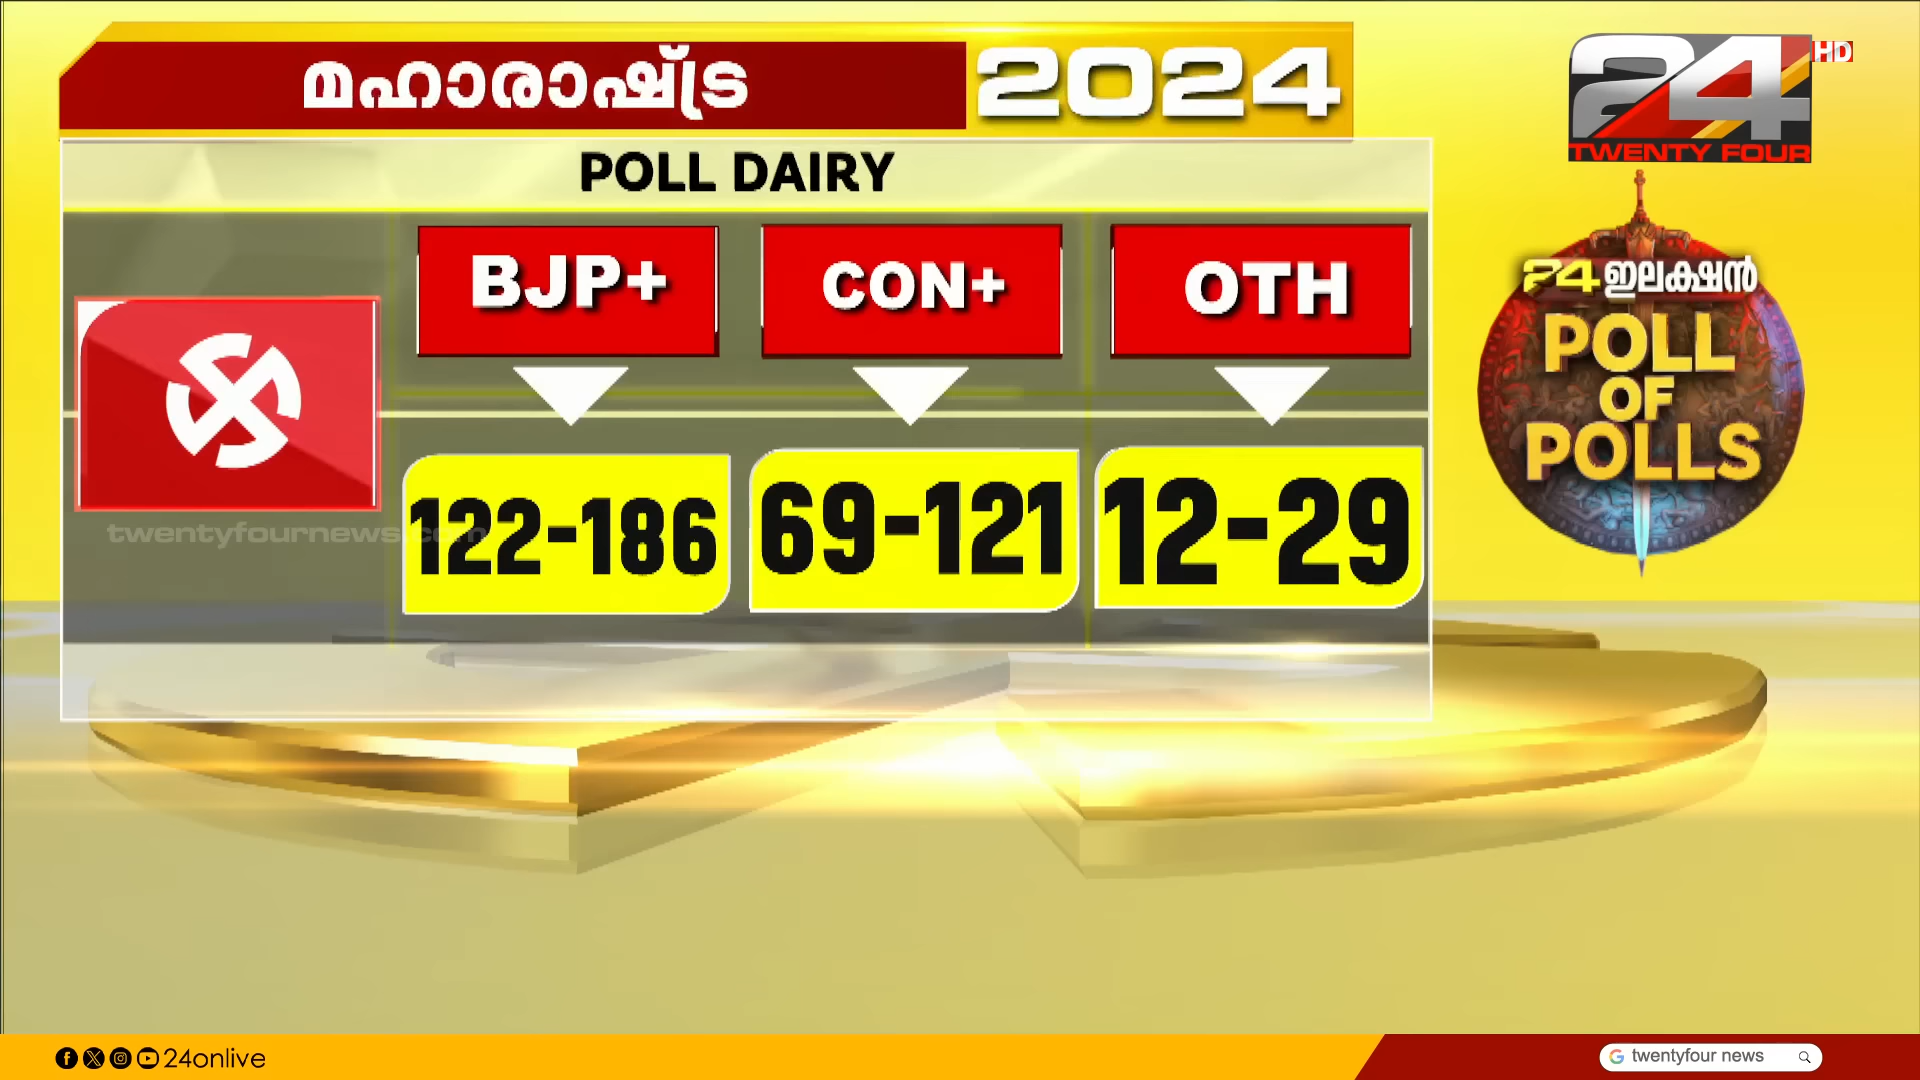 മഹാരാഷ്ട്ര 2024
24 HD
TWENTY FOUR
POLL DAIRY
BJP+ CON+ OTH
24 ഇലക്ഷൻ
POLL
OF
POLLS
122-186 69-121 12-29
twentyfournews.com
24onlive
twentyfour news